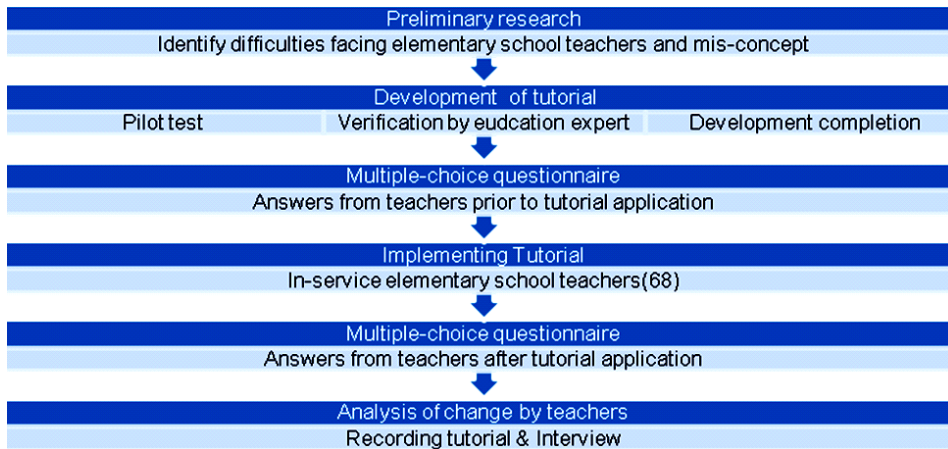 Preliminary research
Identify difficulties facing elementary school teachers and mis-concept
Development of tutorial
Pilot test Verification by eudcation expert Development completion
Multiple-choice questionnaire
Answers from teachers prior to tutorial application
Implementing Tutorial
In-service elementary school teachers(68)
Multiple-choice questionnaire
Answers from teachers after tutorial application
Analysis of change by teachers
Recording tutorial & Interview